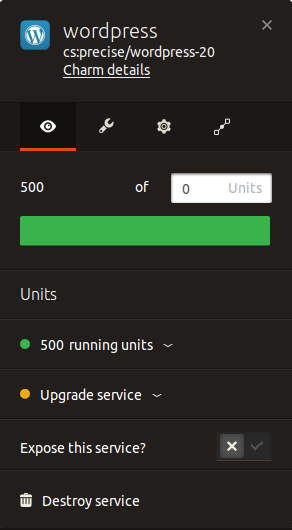 wordpress
cs:precise/wordpress-20
Charm details
500 of 0 Units
Units
500 running units
Upgrade service
Expose this service?
Destroy service